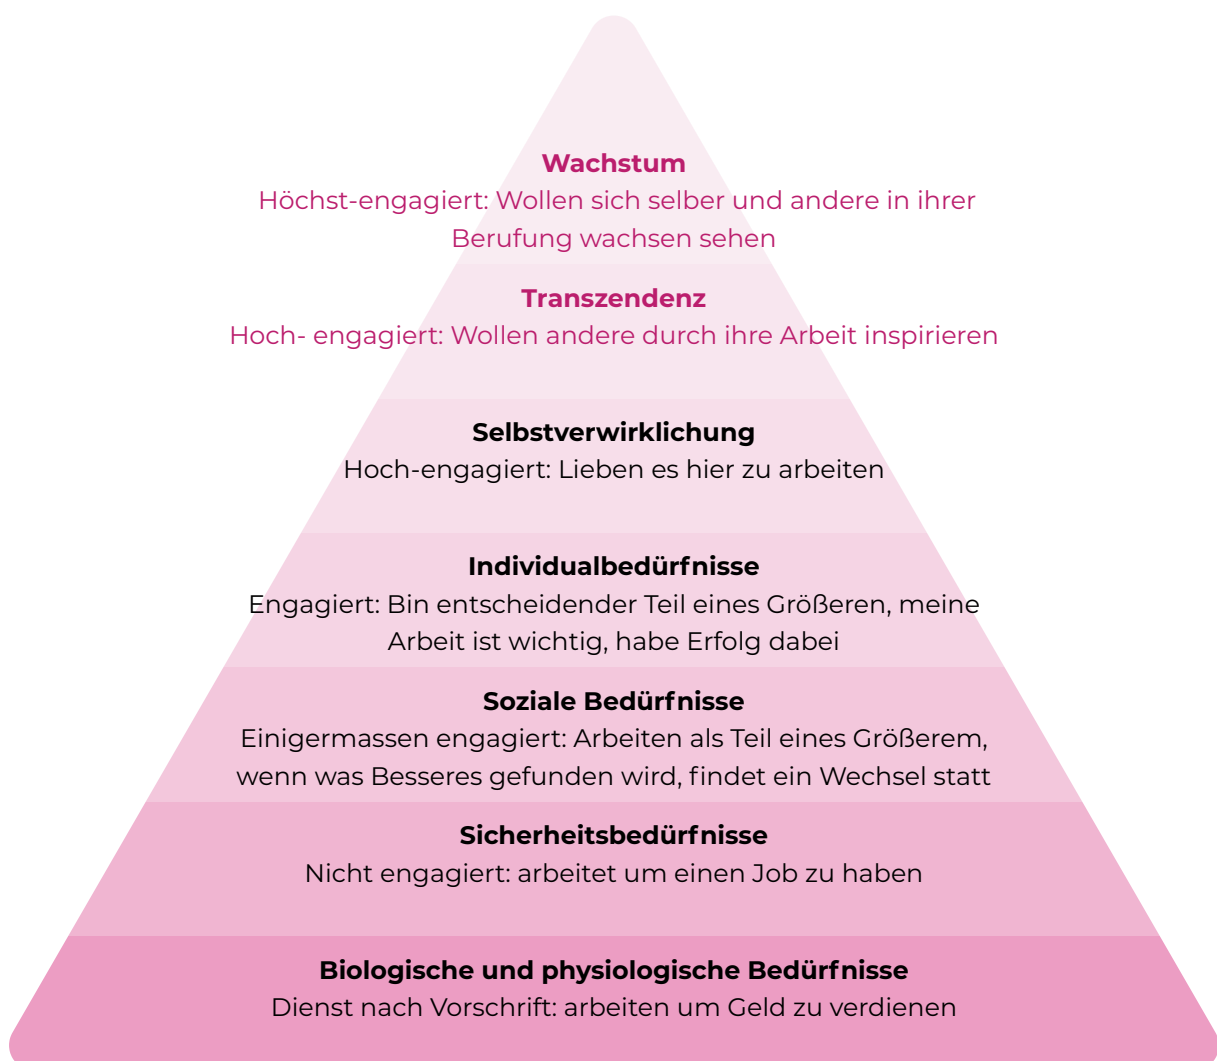 Wachstum
Höchst-engagiert: Wollen sich selber und andere in ihrer
Berufung wachsen sehen
Transzendenz
Hoch- engagiert: Wollen andere durch ihre Arbeit inspirieren
Selbstverwirklichung
Hoch-engagiert: Lieben es hier zu arbeiten
Individualbedürfnisse
Engagiert: Bin entscheidender Teil eines Größeren, meine
Arbeit ist wichtig, habe Erfolg dabei
Soziale Bedürfnisse
Einigermassen engagiert: Arbeiten als Teil eines Größerem,
wenn was Besseres gefunden wird, findet ein Wechsel statt
Sicherheitsbedürfnisse
Nicht engagiert: arbeitet um einen Job zu haben
Biologische und physiologische Bedürfnisse
Dienst nach Vorschrift: arbeiten um Geld zu verdienen